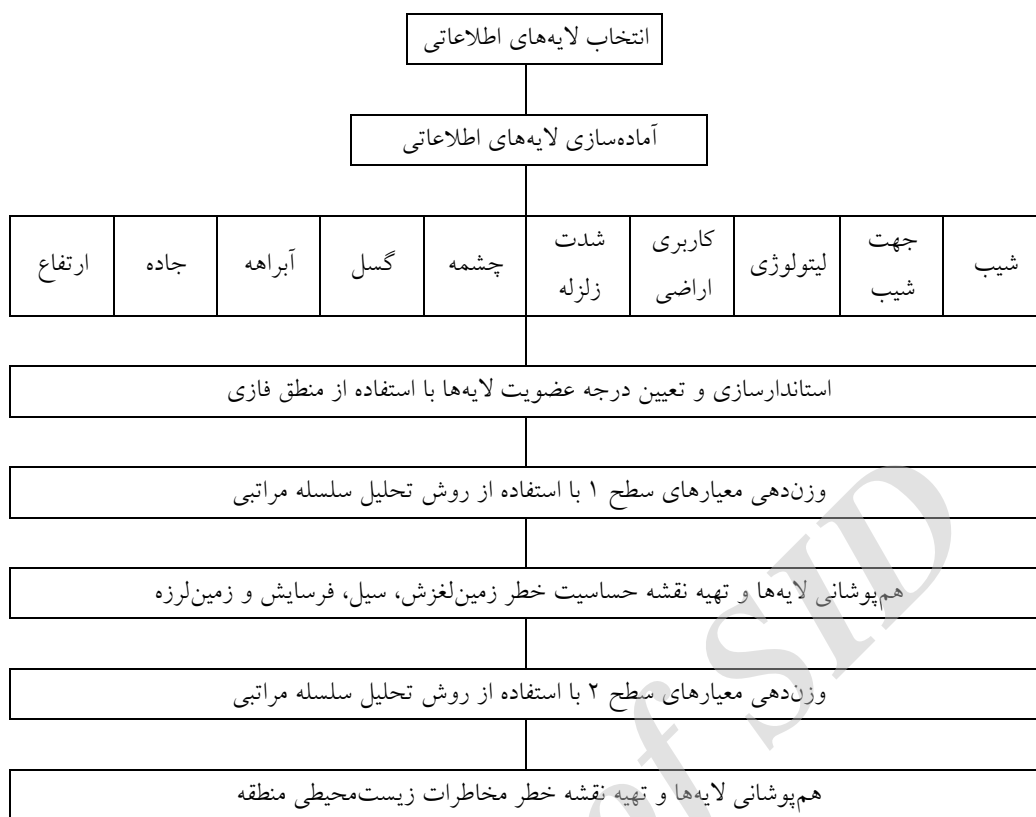 انتخاب لایه‌های اطلاعاتی
آماده‌سازی لایه‌های اطلاعاتی
شیب
جهت
شیب
لیتولوژی
کاربری
اراضی
شدت
زلزله
چشمه
گسل
آبراهه
جاده
ارتفاع
استاندارسازی و تعیین درجه عضویت لایه‌ها با استفاده از منطق فازی
وزن‌دهی معیارهای سطح ۱ با استفاده از روش تحلیل سلسله مراتبی
هم‌پوشانی لایه‌ها و تهیه نقشه حساسیت خطر زمین‌لغزش، سیل، فرسایش و زمین‌لرزه
وزن‌دهی معیارهای سطح ۲ با استفاده از روش تحلیل سلسله مراتبی
هم‌پوشانی لایه‌ها و تهیه نقشه خطر مخاطرات زیست‌محیطی منطقه
of SID